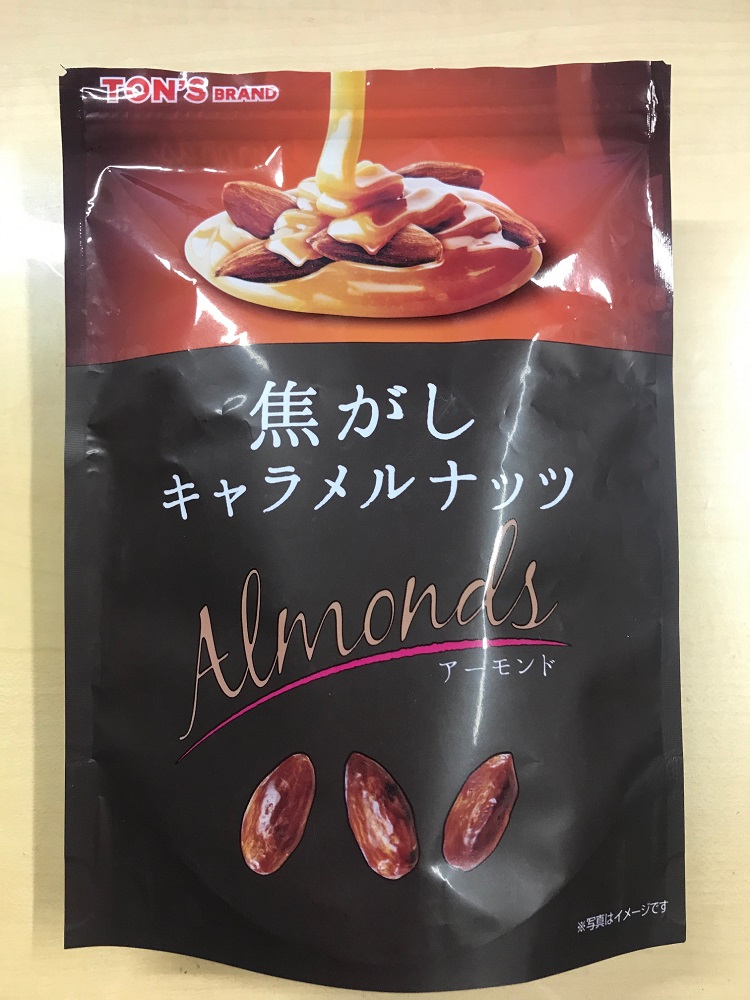 TON'S BRAND
焦がし
キャラメルナッツ
Almonds
アーモンド
※写真はイメージです